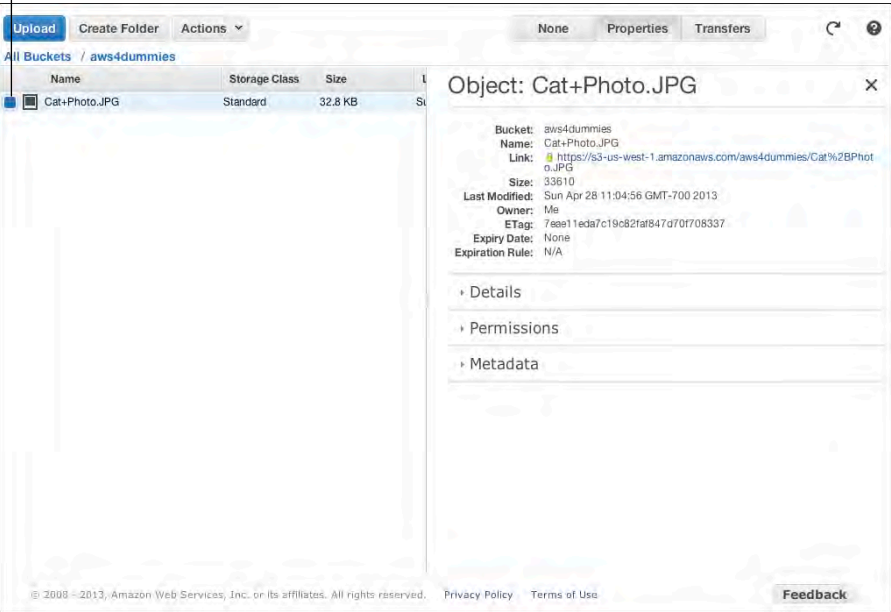 Upload Create Folder Actions None Properties Transfers
All Buckets / aws4dummies
Name Storage Class Size
Cat+Photo.JPG Standard 32.8 KB
Object: Cat+Photo.JPG
Bucket: aws4dummies
Name: Cat+Photo.JPG
Link: https://s3-us-west-1.amazonaws.com/aws4dummies/Cat%2BPhot
o.JPG
Size: 33610
Last Modified: Sun Apr 28 11:04:56 GMT-700 2013
Owner: Me
ETag: 7eae11eda7c19c82faf847d70f708337
Expiry Date: None
Expiration Rule: N/A
Details
Permissions
Metadata
© 2008 - 2013, Amazon Web Services, Inc. or its affiliates. All rights reserved. Privacy Policy Terms of Use Feedback